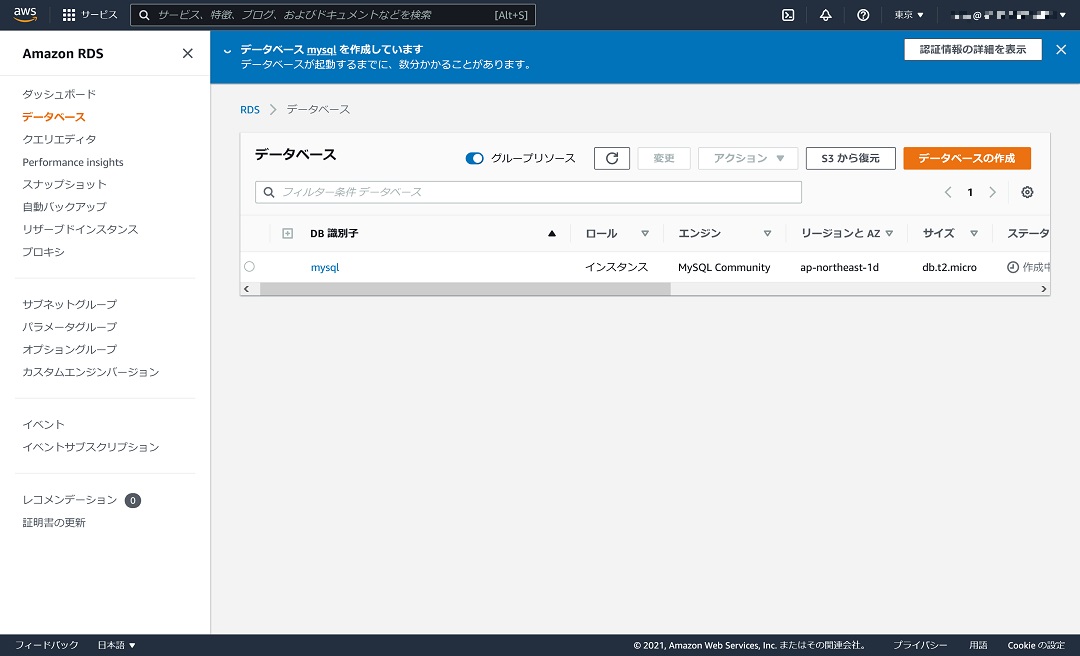 aws
サービス
サービス、特徴、ブログ、およびドキュメントなどを検索 [Alt+S]
@
東京
Amazon RDS
ダッシュボード
データベース
クエリエディタ
Performance insights
スナップショット
自動バックアップ
リザーブドインスタンス
プロキシ
サブネットグループ
パラメータグループ
オプショングループ
カスタムエンジンバージョン
イベント
イベントサブスクリプション
レコメンデーション 0
証明書の更新
データベース mysql を作成しています
データベースが起動するまでに、数分かかることがあります。
認証情報の詳細を表示
RDS データベース
データベース
グループリソース
変更
アクション
S3 から復元
データベースの作成
フィルター条件 データベース
1
DB 識別子 ロール エンジン リージョンと AZ サイズ ステータ
mysql インスタンス MySQL Community ap-northeast-1d db.t2.micro 作成中
フィードバック 日本語
© 2021, Amazon Web Services, Inc. またはその関連会社。 プライバシー 用語 Cookie の設定